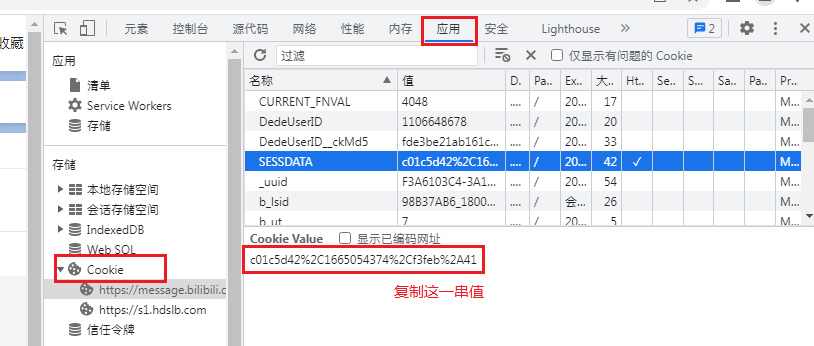 收藏
元素 控制台 源代码 网络 性能 内存 应用 安全 Lighthouse » 2
应用
清单
Service Workers
存储
存储
本地存储空间
会话存储空间
IndexedDB
Web SQL
Cookie
https://message.bilibili.c
https://s1.hdslb.com
信任令牌
过滤
仅显示有问题的 Cookie
名称 值 D. Pa... Ex... 大.. Ht... Se... S... Sa... Pa... Pr...
CURRENT_FNVAL 4048 .... / 20... 17 M...
DedeUserID 1106648678 .... / 20... 20 M...
DedeUserID__ckMd5 fde3be21ab161c... .... / 20... 33 M...
SESSDATA c01c5d42%2C16... .... / 20... 42 ✓ M...
_uuid F3A6103C4-3A1... .... / 20... 54 M...
b_lsid 98B37AB6_1800... .... / 会... 26 M...
b_ut 7 .... / 20... 5 M...
Cookie Value 显示已编码网址
c01c5d42%2C1665054374%2Cf3feb%2A41
复制这一串值